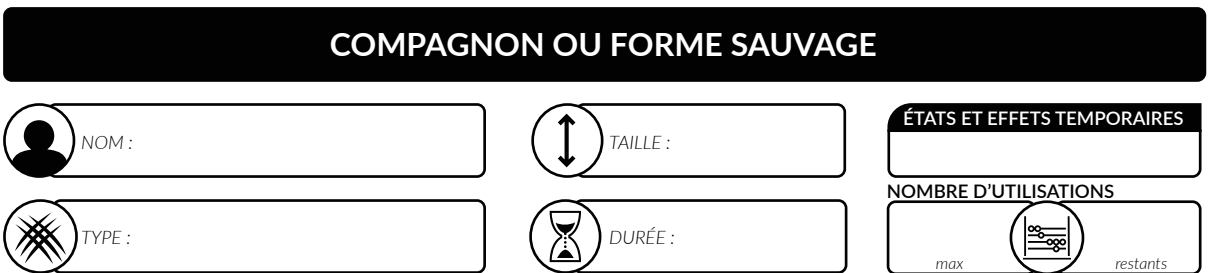 COMPAGNON OU FORME SAUVAGE
NOM :
TAILLE :
ÉTATS ET EFFETS TEMPORAIRES
TYPE :
DURÉE :
NOMBRE D’UTILISATIONS
max
restants